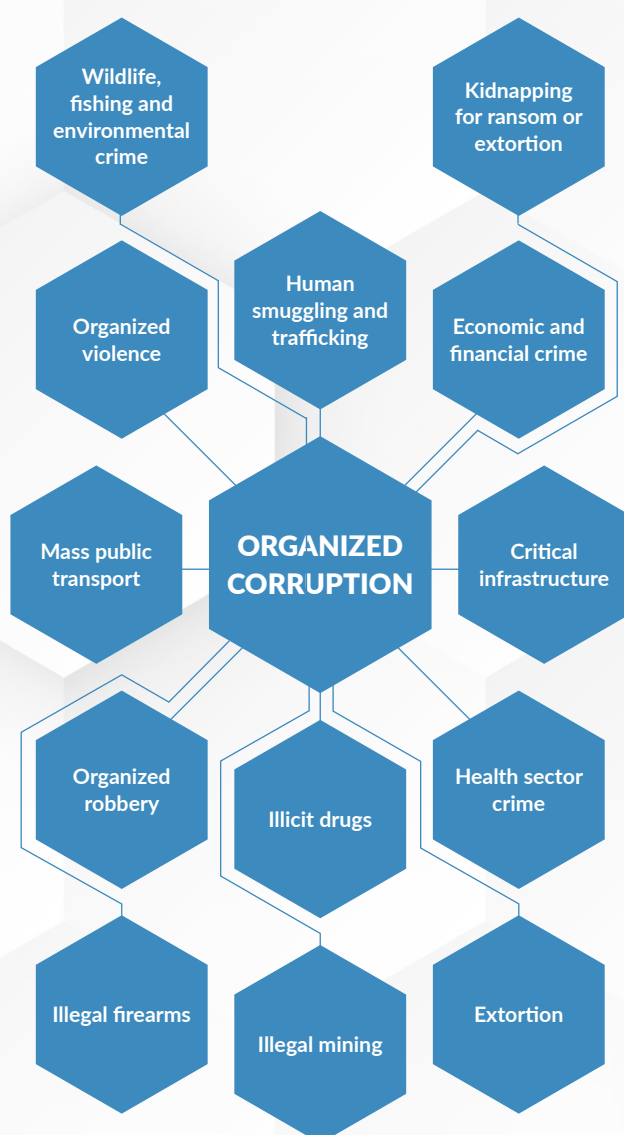 Wildlife,
fishing and
environmental
crime
Kidnapping
for ransom or
extortion
Human
smuggling and
trafficking
Organized
violence
Economic and
financial crime
Mass public
transport
ORGANIZED
CORRUPTION
Critical
infrastructure
Organized
robbery
Illicit drugs
Health sector
crime
Illegal firearms
Illegal mining
Extortion